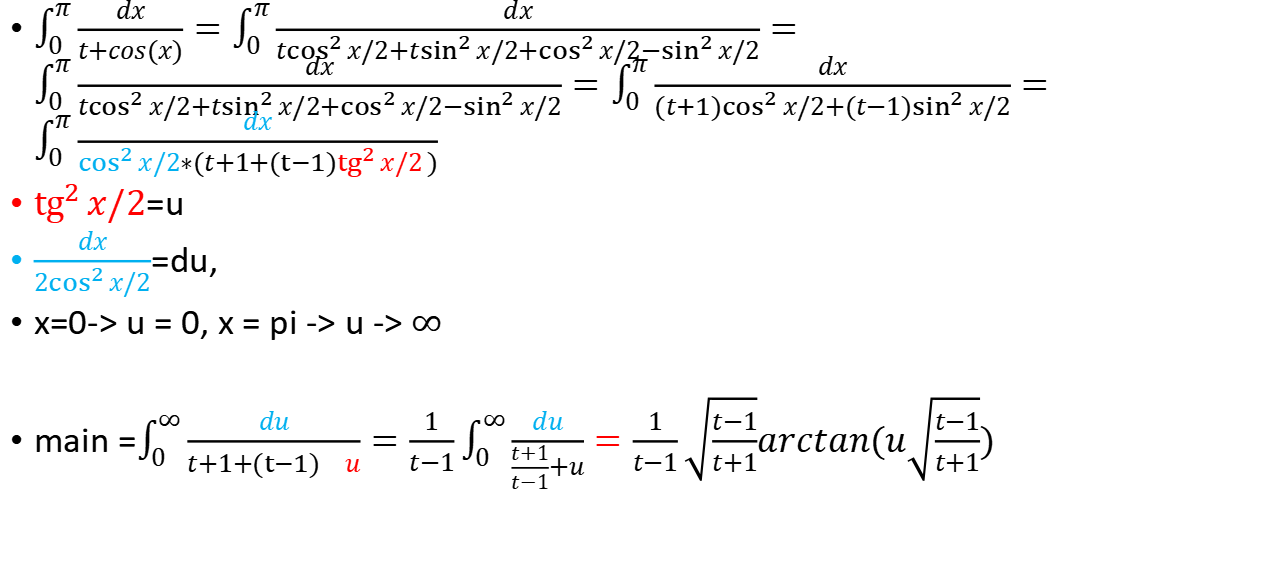 • ∫₀^π dx/(t+cos(x)) = ∫₀^π dx/(tcos² x/2+tsin² x/2+cos² x/2−sin² x/2) =
∫₀^π dx/(tcos² x/2+tsin² x/2+cos² x/2−sin² x/2) = ∫₀^π dx/((t+1)cos² x/2+(t−1)sin² x/2) =
∫₀^π dx/(cos² x/2*(t+1+(t−1)tg² x/2))
• tg² x/2=u
• dx/(2cos² x/2)=du,
• x=0-> u = 0, x = pi -> u -> ∞
• main =∫₀^∞ du/(t+1+(t−1) u) = 1/(t−1) ∫₀^∞ du/((t+1)/(t−1)+u) = 1/(t−1) √((t−1)/(t+1)) arctan(u√((t−1)/(t+1)))